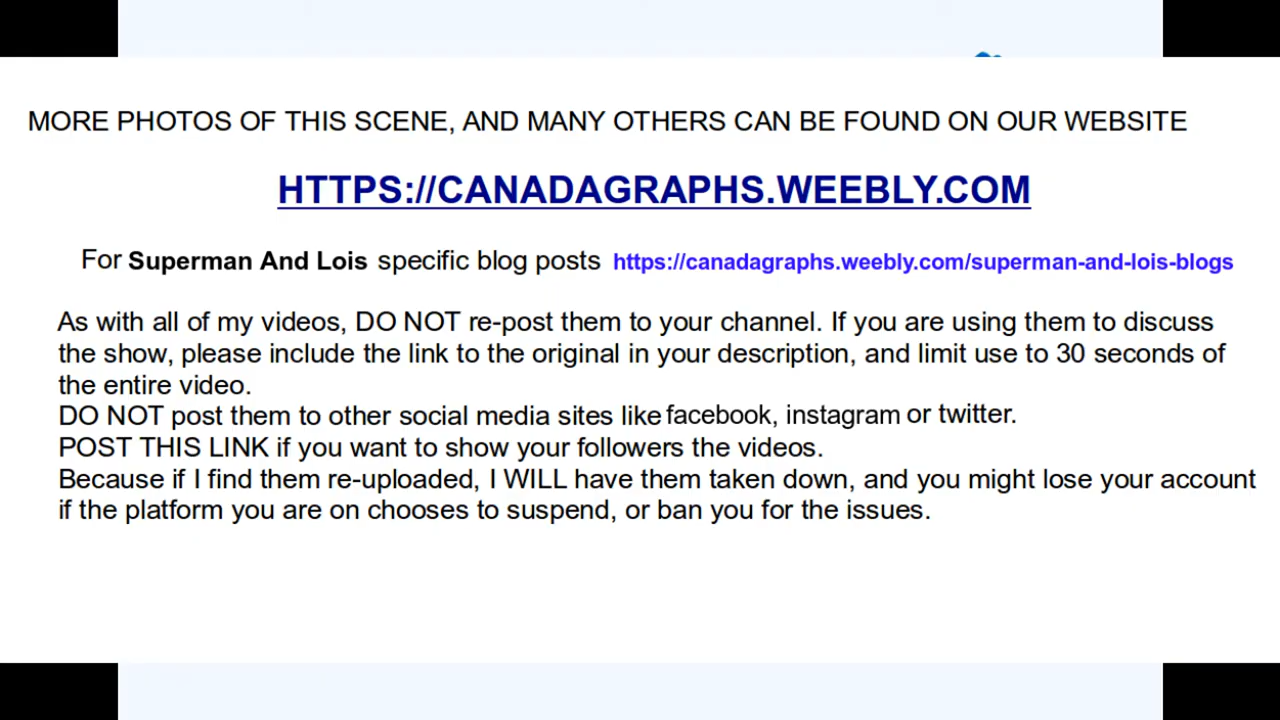 MORE PHOTOS OF THIS SCENE, AND MANY OTHERS CAN BE FOUND ON OUR WEBSITE
HTTPS://CANADAGRAPHS.WEEBLY.COM
For Superman And Lois specific blog posts https://canadagraphs.weebly.com/superman-and-lois-blogs
As with all of my videos, DO NOT re-post them to your channel. If you are using them to discuss
the show, please include the link to the original in your description, and limit use to 30 seconds of
the entire video.
DO NOT post them to other social media sites like facebook, instagram or twitter.
POST THIS LINK if you want to show your followers the videos.
Because if I find them re-uploaded, I WILL have them taken down, and you might lose your account
if the platform you are on chooses to suspend, or ban you for the issues.